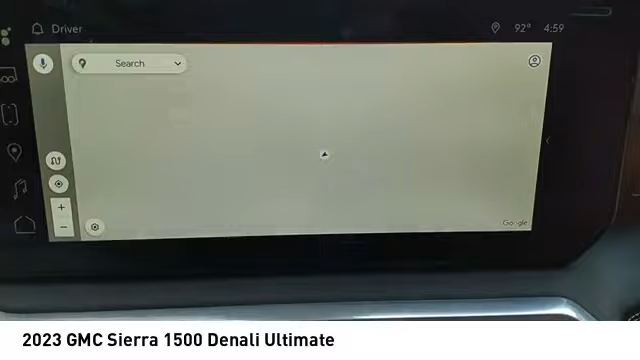 Driver 92° 4:59
Search
+
−
Google
2023 GMC Sierra 1500 Denali Ultimate